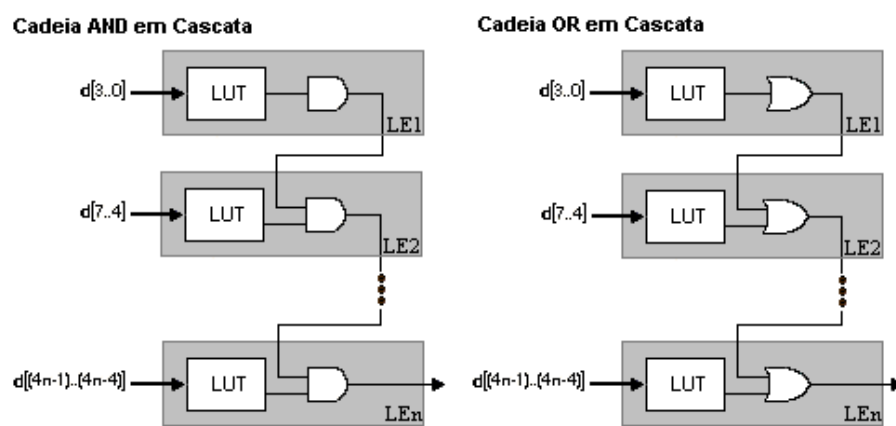 Cadeia AND em Cascata
d[3..0]
LUT
LE1
d[7..4]
LUT
LE2
d[(4n-1)..(4n-4)]
LUT
LEn
Cadeia OR em Cascata
d[3..0]
LUT
LE1
d[7..4]
LUT
LE2
d[(4n-1)..(4n-4)]
LUT
LEn